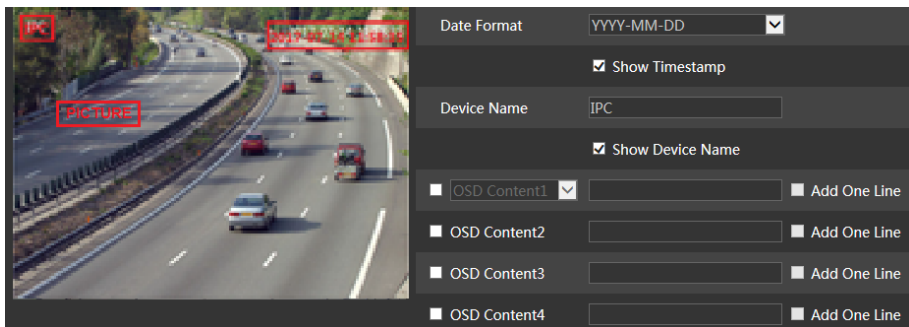 IPC
Date Format YYYY-MM-DD
Show Timestamp
PICTURE
Device Name IPC
Show Device Name
OSD Content1 Add One Line
OSD Content2 Add One Line
OSD Content3 Add One Line
OSD Content4 Add One Line